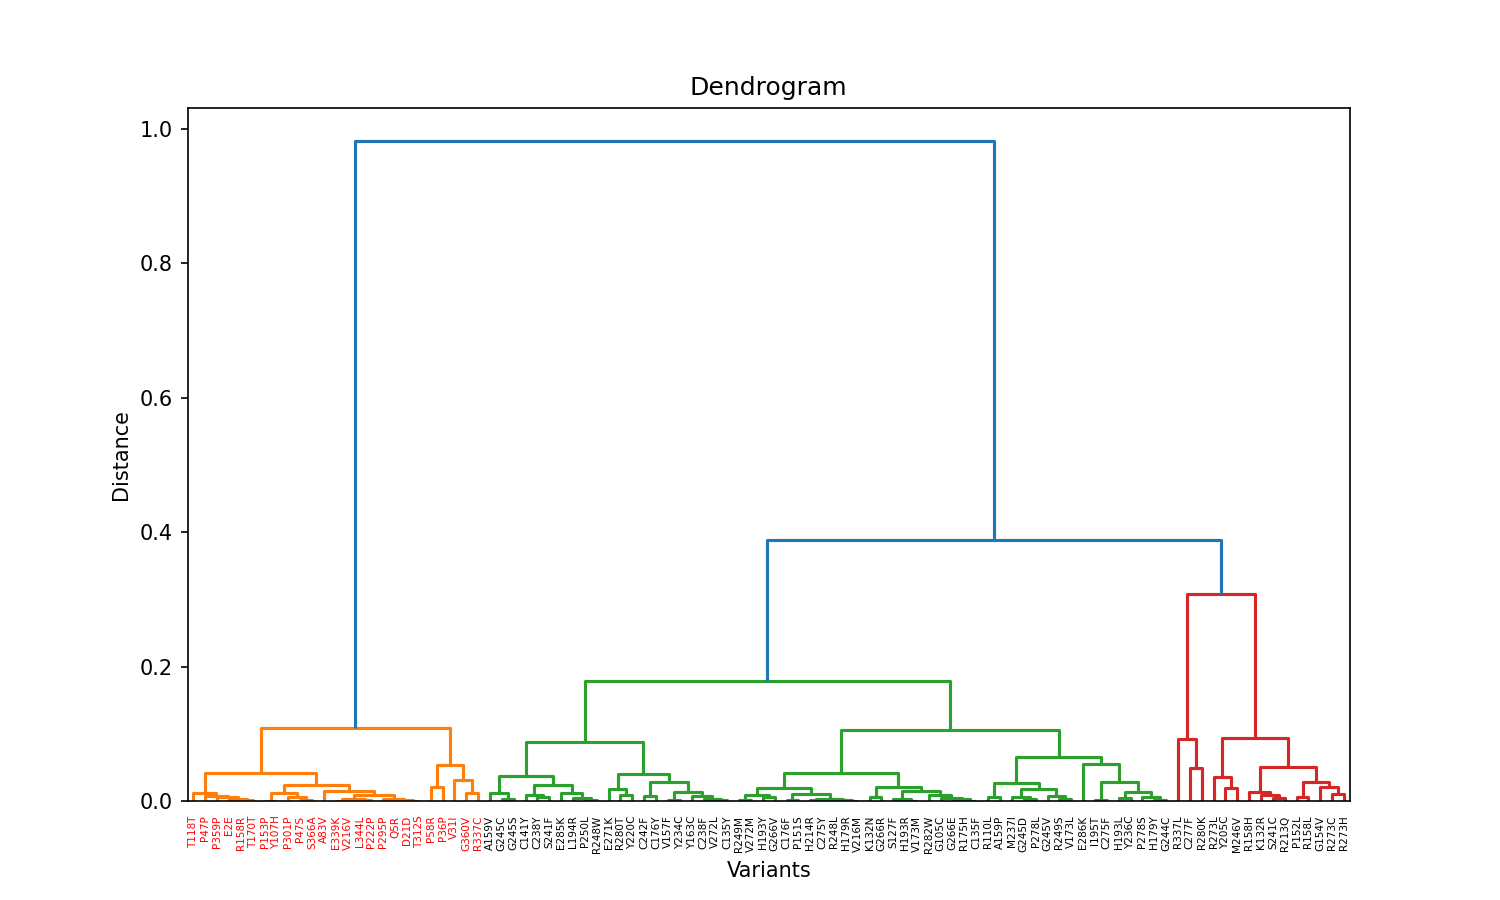 Dendrogram
1.0
0.8
0.6
0.4
0.2
0.0
Distance
T118T
P47P
P359P
E2E
R158R
T170T
P153P
Y107H
P301P
P47S
S366A
A83V
E339K
V216V
L344L
P222P
P295P
Q5R
D21D
T312S
P58R
P36P
V31I
G360V
R337C
A159V
G245C
G245S
C141Y
C238Y
S241F
E285K
L194R
P250L
R248W
E271K
R280T
Y220C
C242F
C176Y
V157F
Y234C
Y163C
C238F
V272L
C135Y
R249M
V272M
H193Y
G266V
C176F
P151S
H214R
C275Y
R248L
H179R
V216M
K132N
G266R
S127F
H193R
V173M
R282W
G105C
G266E
R175H
C135F
R110L
A159P
M237I
G245D
P278L
G245V
R249S
V173L
E286K
I195T
C275F
H193L
Y236C
P278S
H179Y
G244C
R337L
C277F
R280K
R273L
Y205C
M246V
R158H
K132R
S241C
R213Q
P152L
R158L
G154V
R273C
R273H
Variants